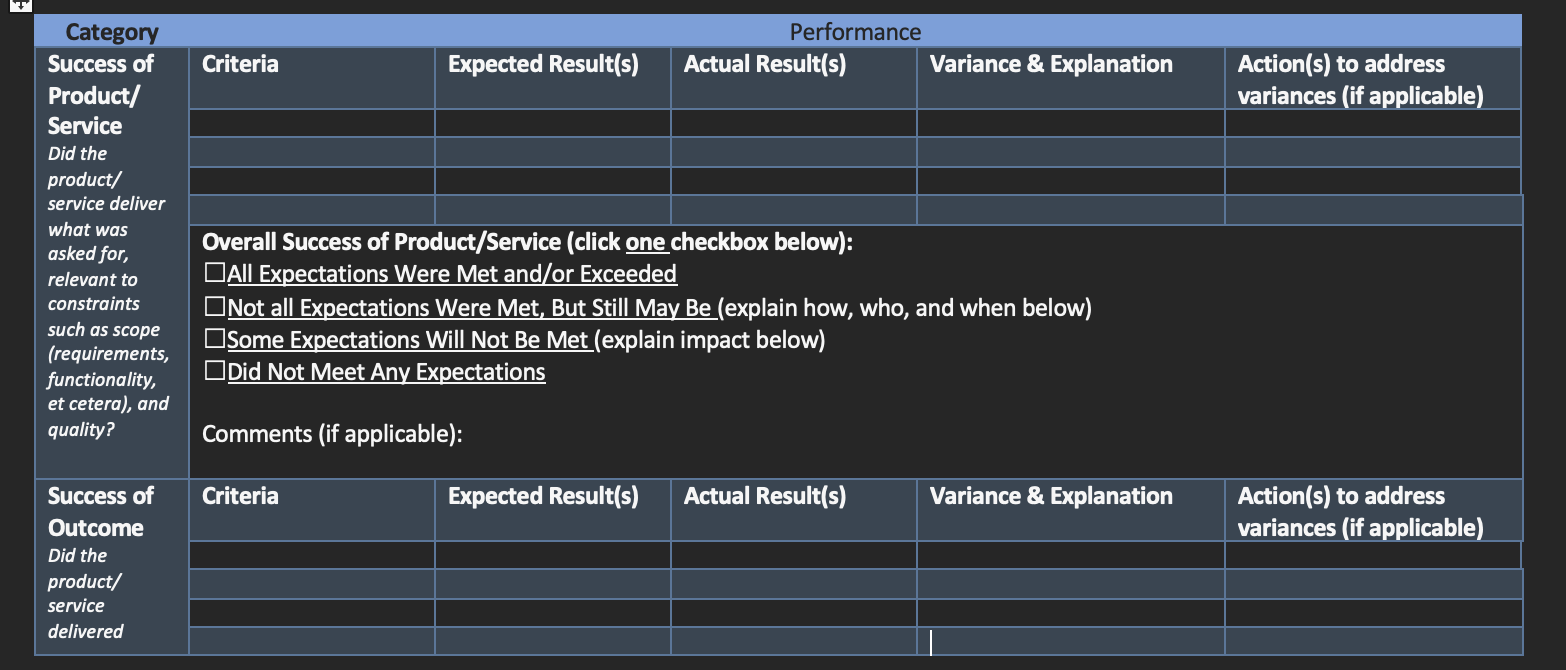 Category Performance
Success of
Product/
Service
Did the
product/
service deliver
what was
asked for,
relevant to
constraints
such as scope
(requirements,
functionality,
et cetera), and
quality?
Criteria
Expected Result(s)
Actual Result(s)
Variance & Explanation
Action(s) to address
variances (if applicable)
Overall Success of Product/Service (click one checkbox below):
☐All Expectations Were Met and/or Exceeded
☐Not all Expectations Were Met, But Still May Be (explain how, who, and when below)
☐Some Expectations Will Not Be Met (explain impact below)
☐Did Not Meet Any Expectations
Comments (if applicable):
Success of
Outcome
Did the
product/
service
delivered
Criteria
Expected Result(s)
Actual Result(s)
Variance & Explanation
Action(s) to address
variances (if applicable)